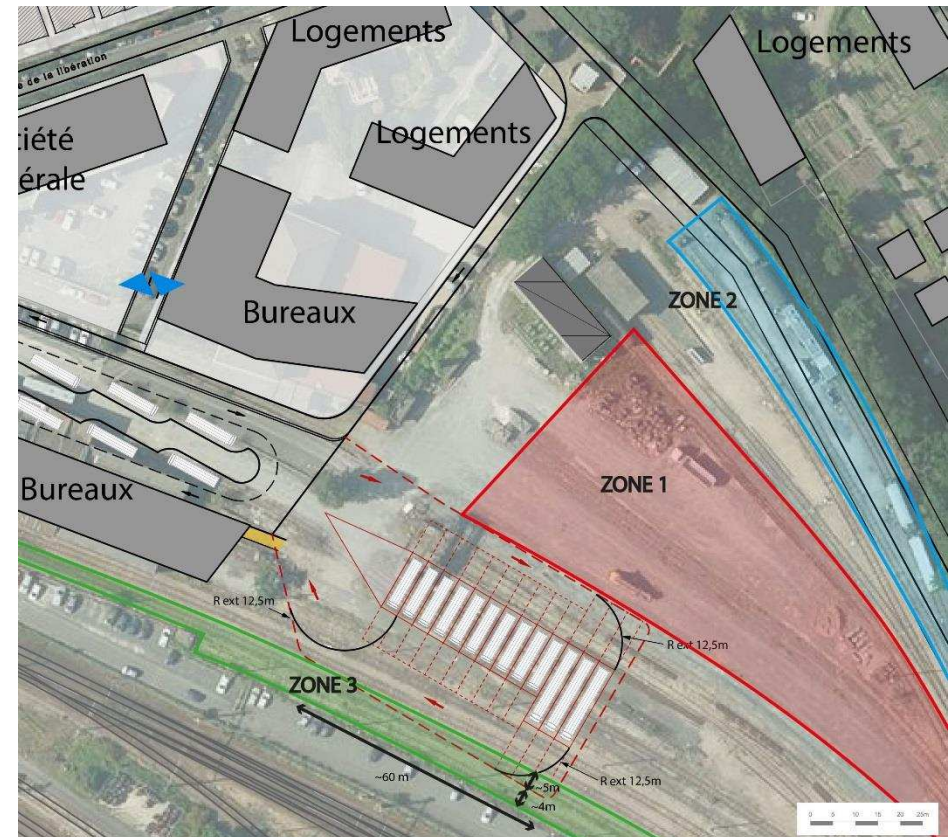 Logements
Logements
e de la libération
Logements
iété
érale
ZONE 2
Bureaux
ZONE 1
Bureaux
R ext 12,5m
R ext 12,5m
ZONE 3
~60 m
~5m
R ext 12,5m
~4m
0 5 10 15 20 25m